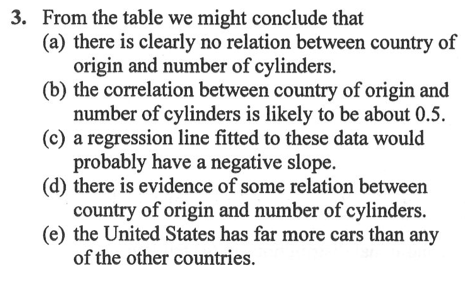 3. From the table we might conclude that
(a) there is clearly no relation between country of
origin and number of cylinders.
(b) the correlation between country of origin and
number of cylinders is likely to be about 0.5.
(c) a regression line fitted to these data would
probably have a negative slope.
(d) there is evidence of some relation between
country of origin and number of cylinders.
(e) the United States has far more cars than any
of the other countries.